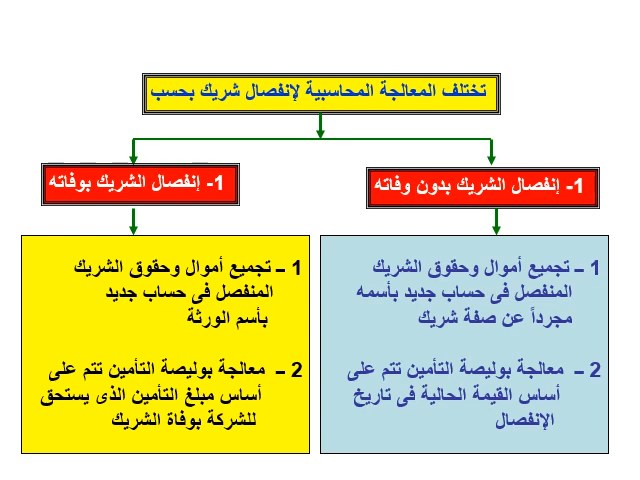 تختلف المعالجة المحاسبية لإنفصال شريك بحسب
1- إنفصال الشريك بدون وفاته
1- إنفصال الشريك بوفاته
1 – تجميع أموال وحقوق الشريك
المنفصل فى حساب جديد بأسمه
مجرداً عن صفة شريك
2 – معالجة بوليصة التأمين تتم على
أساس القيمة الحالية فى تاريخ
الإنفصال
1 – تجميع أموال وحقوق الشريك
المنفصل فى حساب جديد
بأسم الورثة
2 – معالجة بوليصة التأمين تتم على
أساس مبلغ التأمين الذى يستحق
للشركة بوفاة الشريك